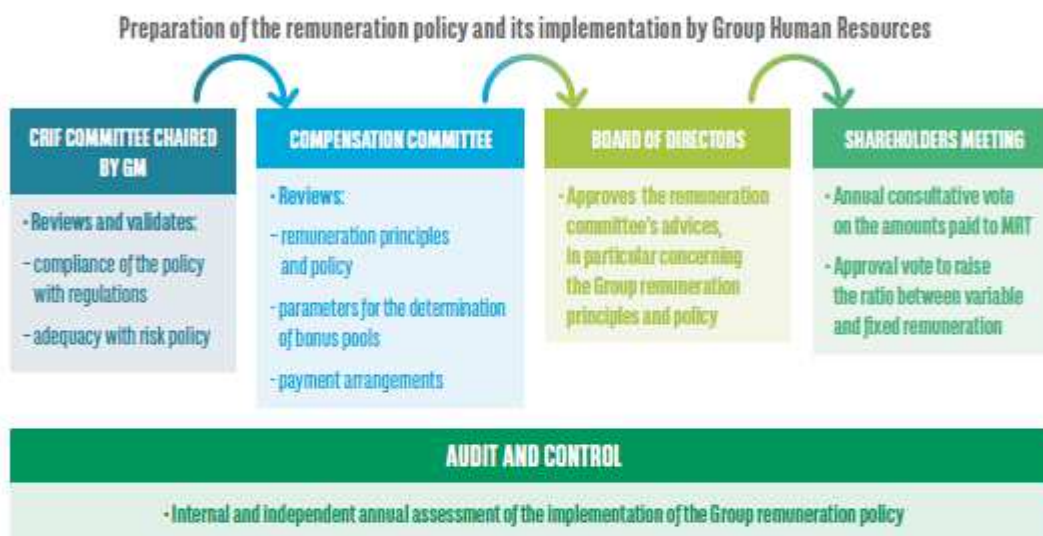 Preparation of the remuneration policy and its implementation by Group Human Resources
CRIF COMMITTEE CHAIRED
BY GM
• Reviews and validates:
– compliance of the policy
with regulations
– adequacy with risk policy
COMPENSATION COMMITTEE
• Reviews:
– remuneration principles
and policy
– parameters for the determination
of bonus pools
– payment arrangements
BOARD OF DIRECTORS
• Approves the remuneration
committee's advices,
in particular concerning
the Group remuneration
principles and policy
SHAREHOLDERS MEETING
• Annual consultative vote
on the amounts paid to MRT
• Approval vote to raise
the ratio between variable
and fixed remuneration
AUDIT AND CONTROL
• Internal and independent annual assessment of the implementation of the Group remuneration policy